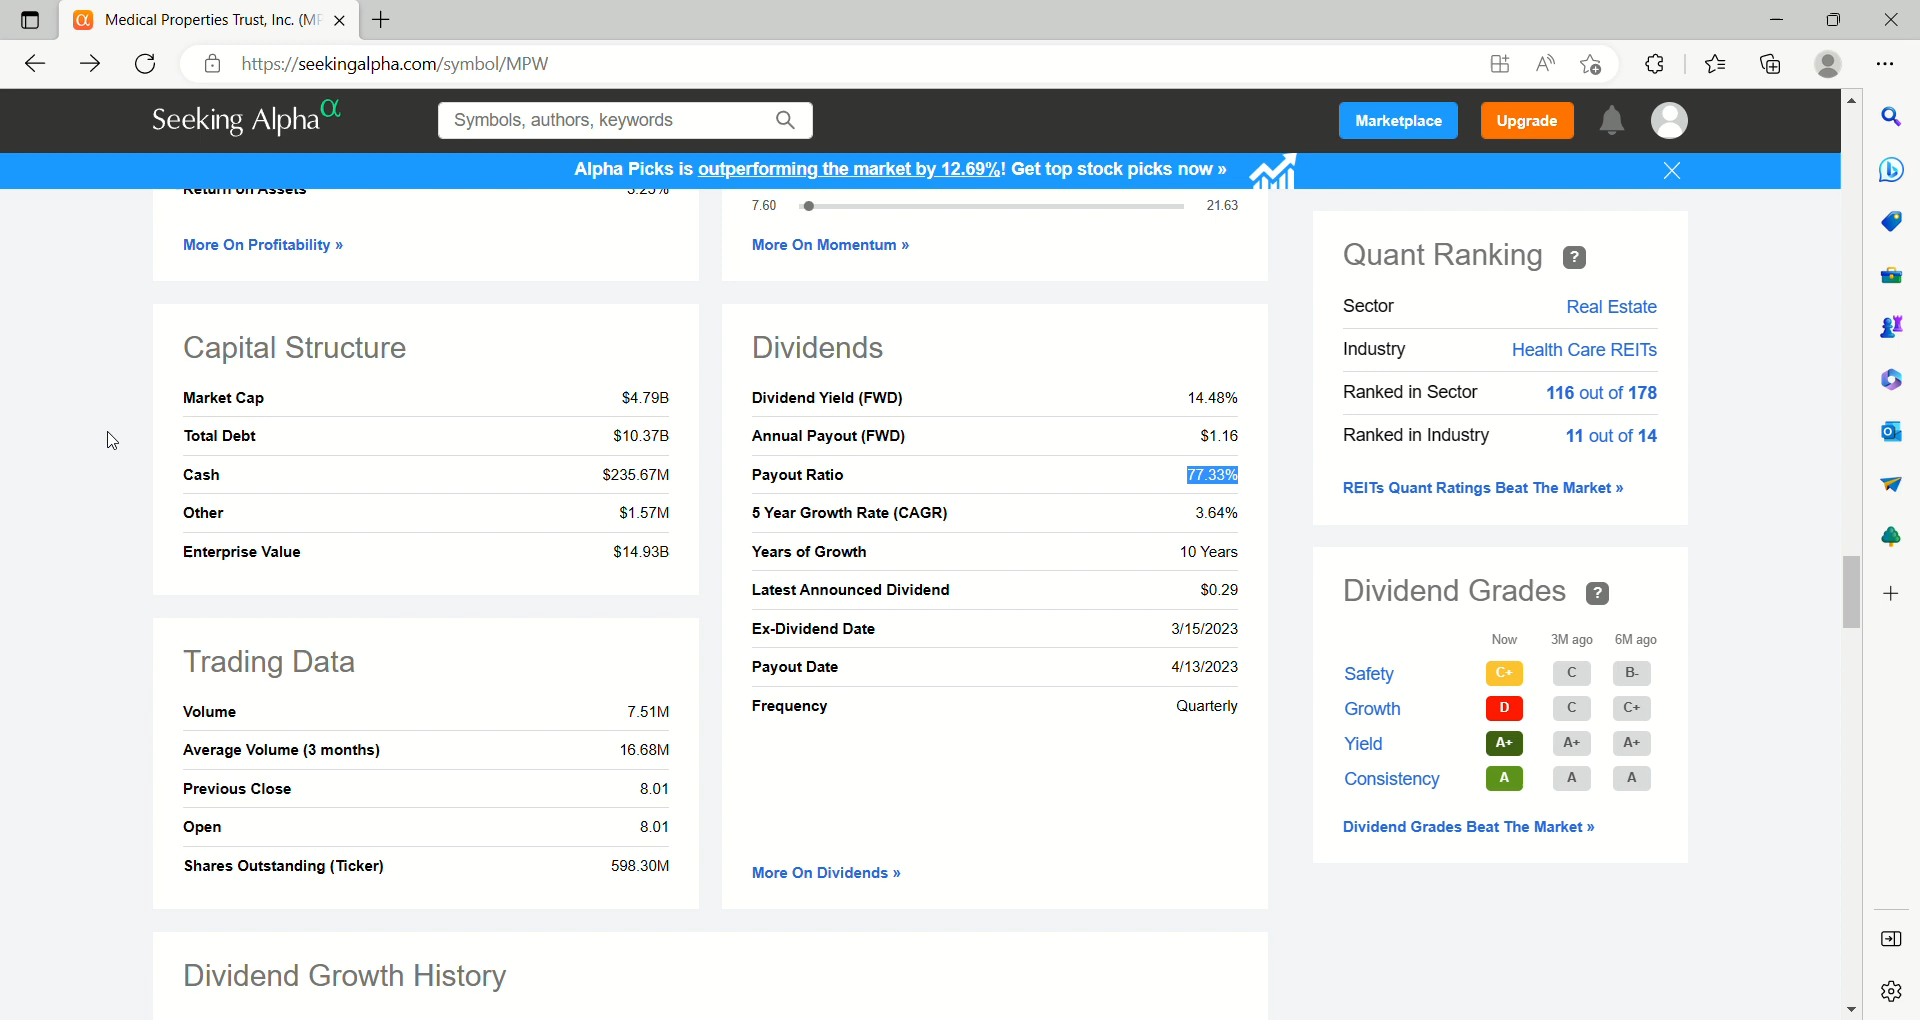 Medical Properties Trust, Inc. (MP
https://seekingalpha.com/symbol/MPW
Seeking Alpha α
Symbols, authors, keywords
Marketplace
Upgrade
Alpha Picks is outperforming the market by 12.69%! Get top stock picks now »
Return on Assets 3.25%
More On Profitability »
7.60 21.63
More On Momentum »
Capital Structure
Market Cap $4.79B
Total Debt $10.37B
Cash $235.67M
Other $1.57M
Enterprise Value $14.93B
Trading Data
Volume 7.51M
Average Volume (3 months) 16.68M
Previous Close 8.01
Open 8.01
Shares Outstanding (Ticker) 598.30M
Dividends
Dividend Yield (FWD) 14.48%
Annual Payout (FWD) $1.16
Payout Ratio 77.33%
5 Year Growth Rate (CAGR) 3.64%
Years of Growth 10 Years
Latest Announced Dividend $0.29
Ex-Dividend Date 3/15/2023
Payout Date 4/13/2023
Frequency Quarterly
More On Dividends »
Quant Ranking ?
Sector Real Estate
Industry Health Care REITs
Ranked in Sector 116 out of 178
Ranked in Industry 11 out of 14
REITs Quant Ratings Beat The Market »
Dividend Grades ?
Now 3M ago 6M ago
Safety C+ C B-
Growth D C C+
Yield A+ A+ A+
Consistency A A A
Dividend Grades Beat The Market »
Dividend Growth History